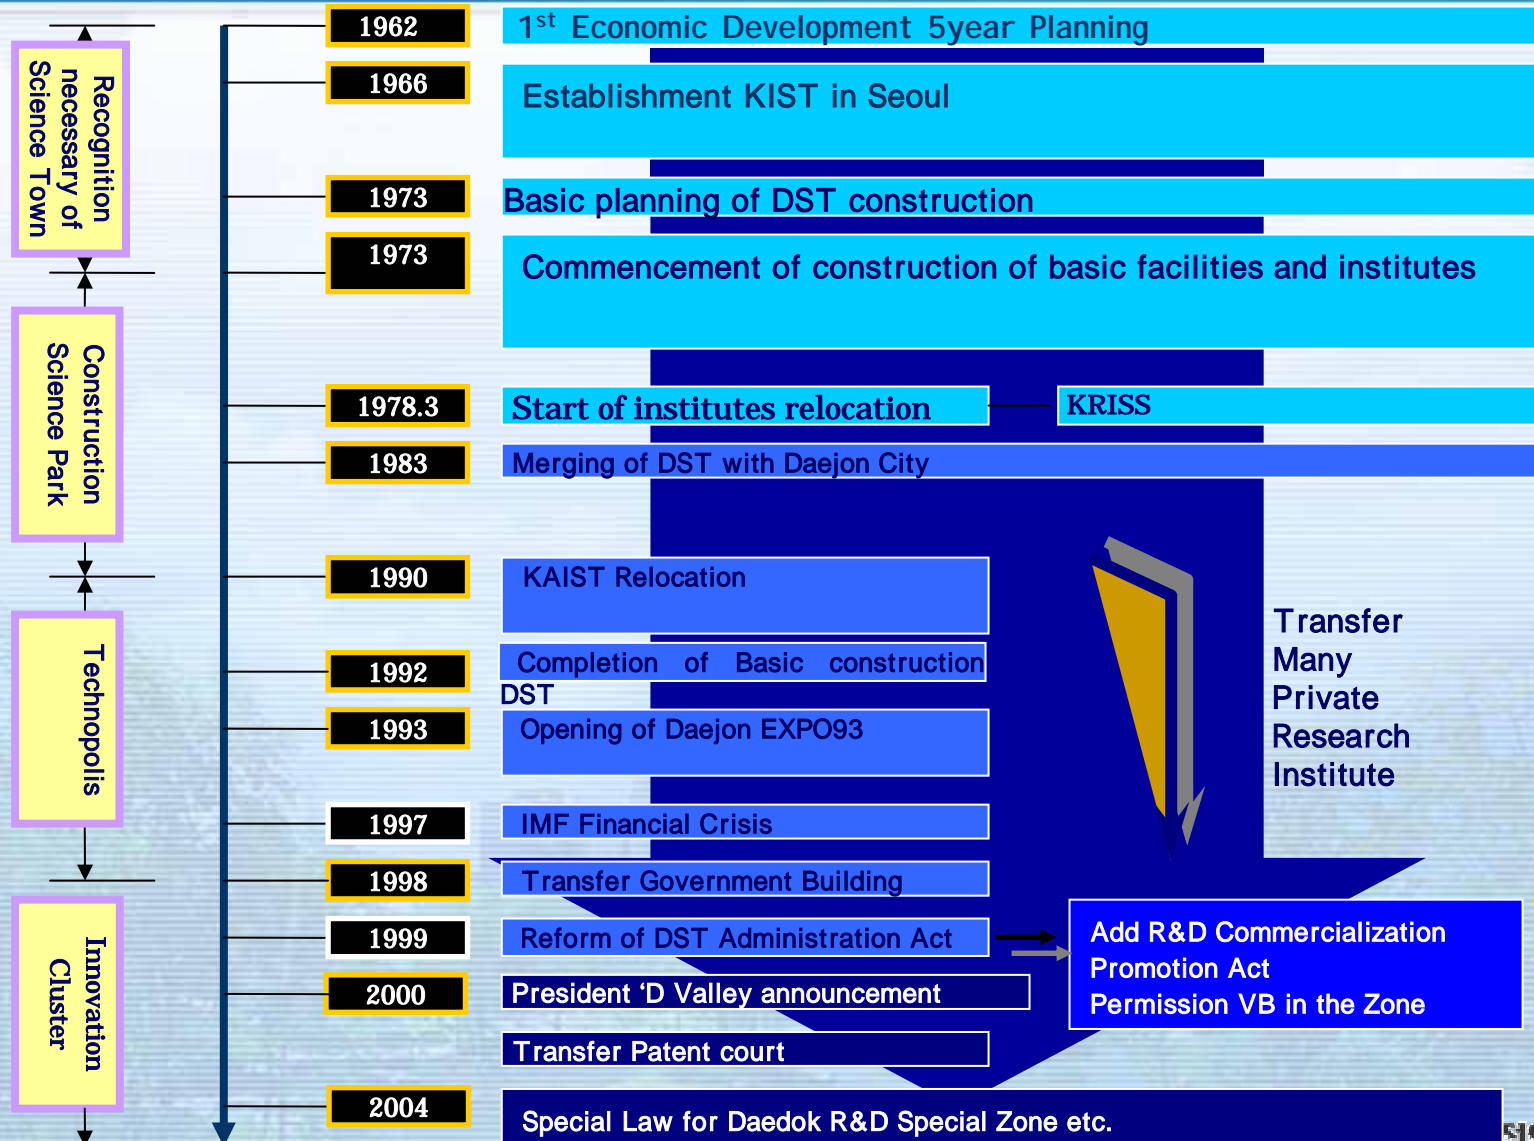 1962
1st Economic Development 5year Planning
1966
Establishment KIST in Seoul
Recognition
necessary of
Science Town
1973
Basic planning of DST construction
1973
Commencement of construction of basic facilities and institutes
Construction
Science Park
1978.3
Start of institutes relocation
KRISS
1983
Merging of DST with Daejon City
1990
KAIST Relocation
Technopolis
1992
Completion of Basic construction
DST
1993
Opening of Daejon EXPO93
Transfer
Many
Private
Research
Institute
1997
IMF Financial Crisis
1998
Transfer Government Building
Innovation
Cluster
1999
Reform of DST Administration Act
Add R&D Commercialization
Promotion Act
Permission VB in the Zone
2000
President ‘D Valley announcement
Transfer Patent court
2004
Special Law for Daedok R&D Special Zone etc.